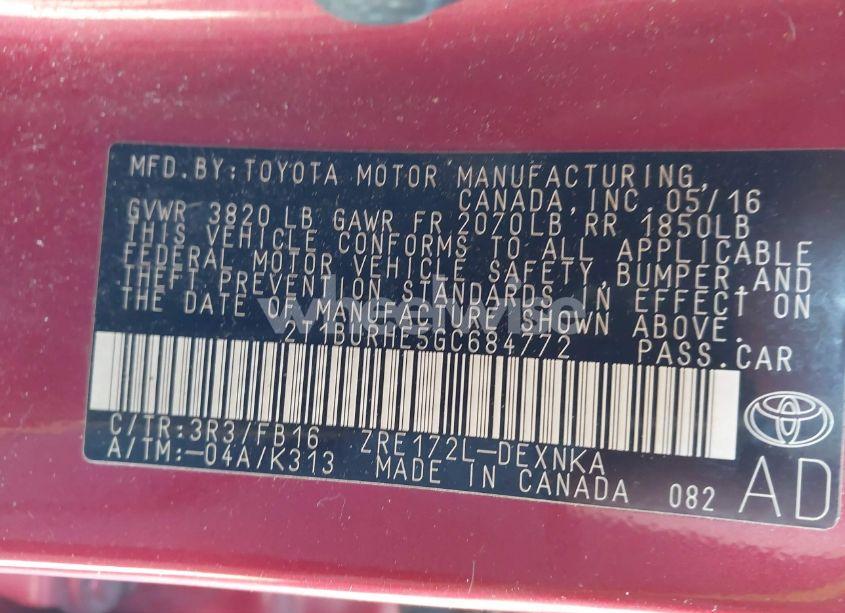 MFD.BY:TOYOTA MOTOR MANUFACTURING,
CANADA, INC. 05/16
GVWR 3820 LB GAWR FR 2070LB RR 1850LB
THIS VEHICLE CONFORMS TO ALL APPLICABLE
FEDERAL MOTOR VEHICLE SAFETY, BUMPER, AND
THEFT PREVENTION STANDARDS IN EFFECT ON
THE DATE OF MANUFACTURE SHOWN ABOVE.
2T1BURHE5GC684772 PASS.CAR
C/TR:3R3/FB16 ZRE172L-DEXNKA
A/TM:-04A/K313 MADE IN CANADA 082 AD